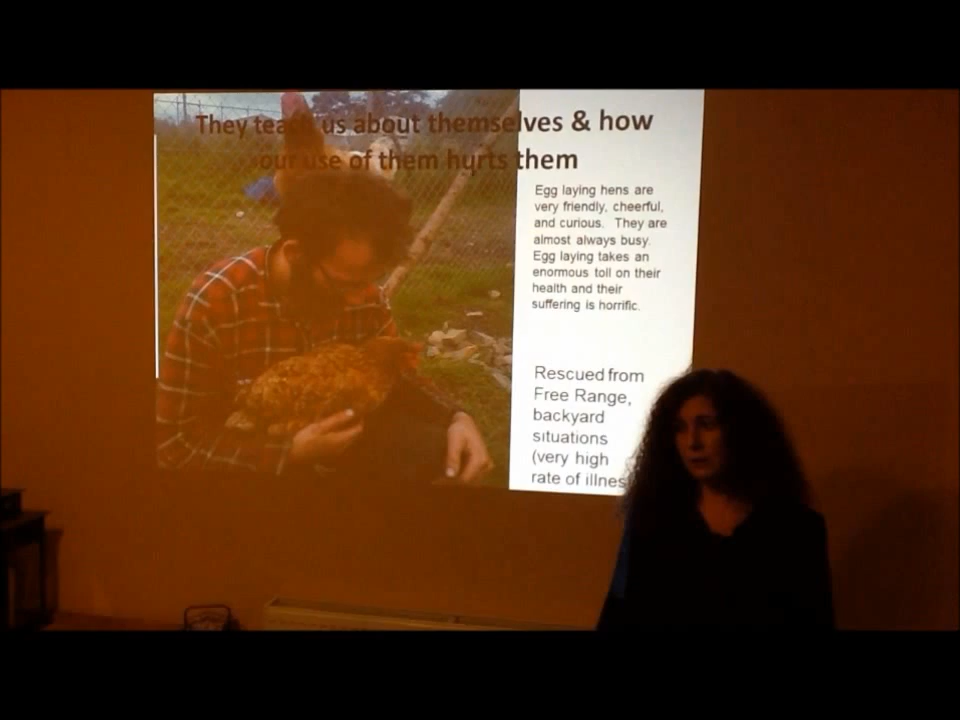 They teach us about themselves & how
our use of them hurts them
Egg laying hens are
very friendly, cheerful,
and curious. They are
almost always busy.
Egg laying takes an
enormous toll on their
health and their
suffering is horrific.
Rescued from
Free Range,
backyard
situations
(very high
rate of illnes